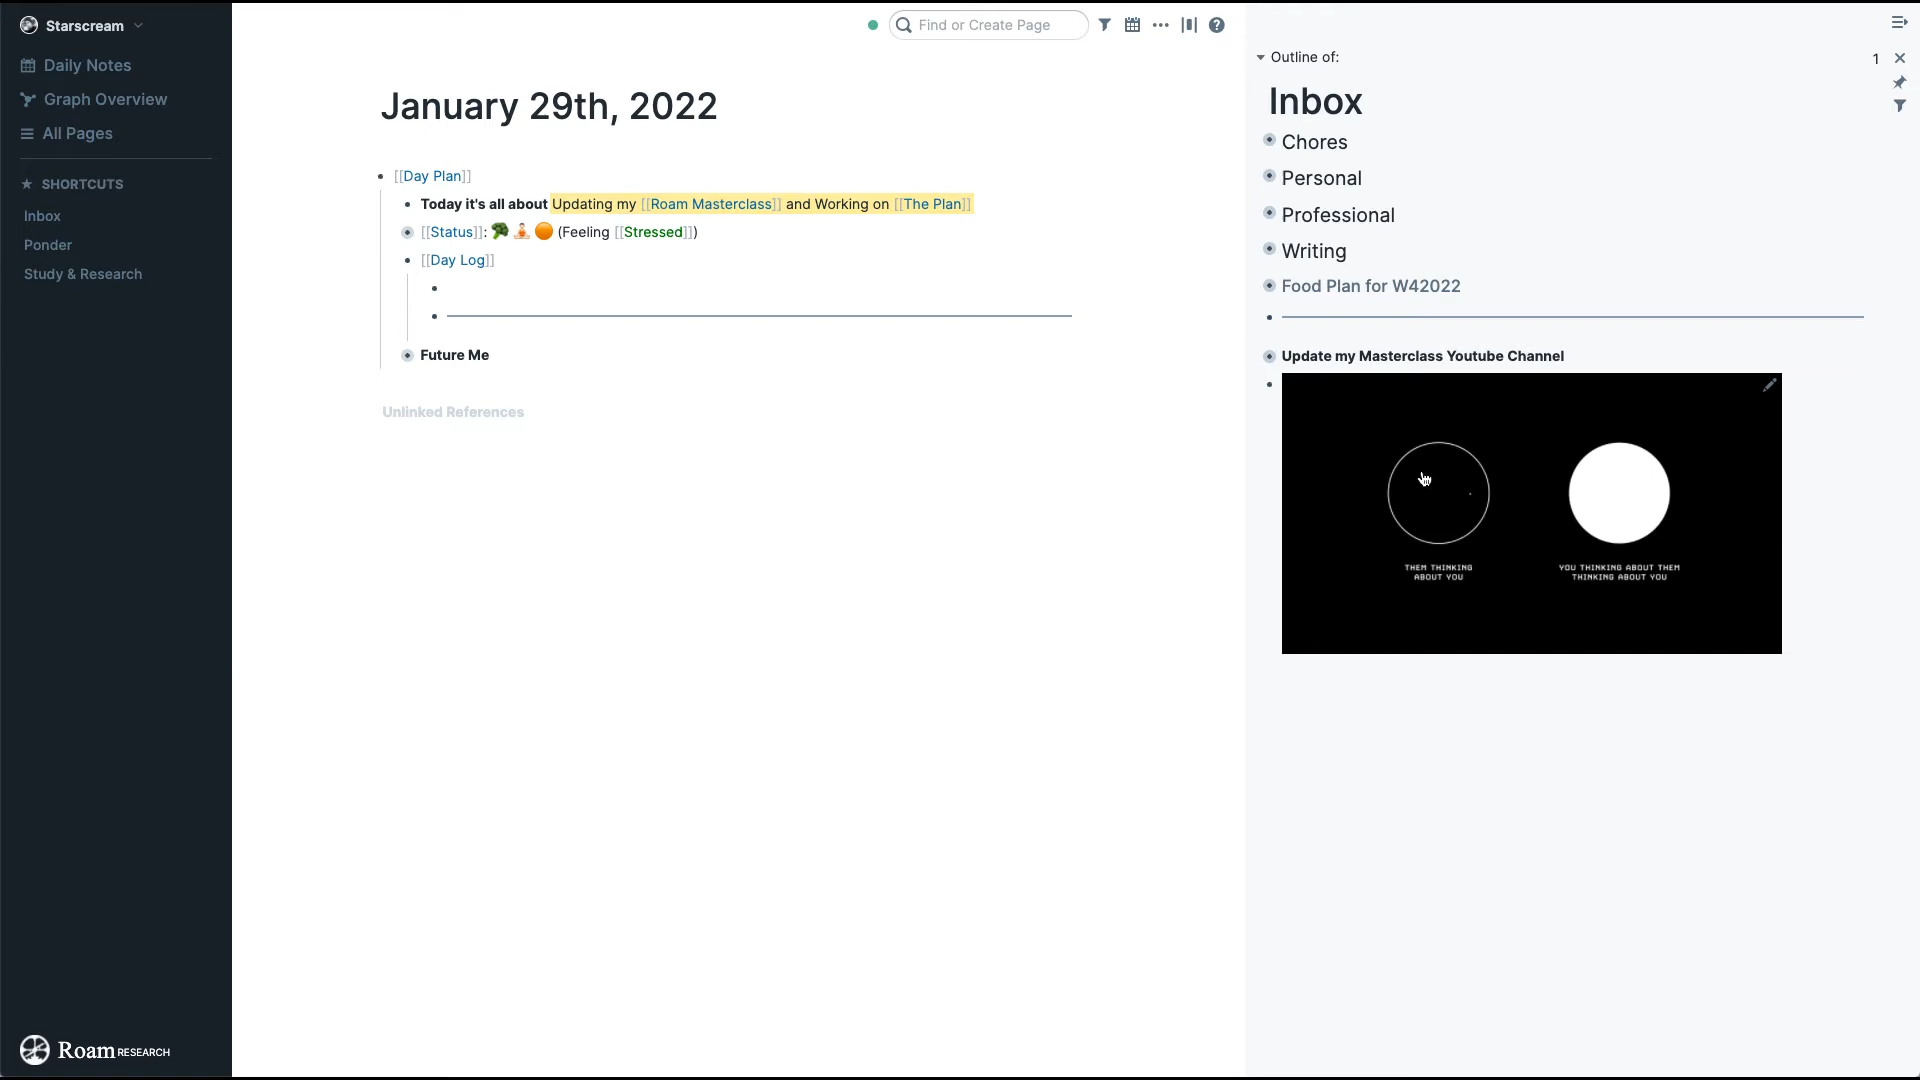 Starscream
Daily Notes
Graph Overview
All Pages
SHORTCUTS
Inbox
Ponder
Study & Research
Roam RESEARCH
Find or Create Page
January 29th, 2022
[[Day Plan]]
Today it's all about Updating my [[Roam Masterclass]] and Working on [[The Plan]]
[[Status]]: 🥦 🧘 🟠 (Feeling [[Stressed]])
[[Day Log]]
Future Me
Unlinked References
Outline of:
1
Inbox
Chores
Personal
Professional
Writing
Food Plan for W42022
Update my Masterclass Youtube Channel
THEM THINKING
ABOUT YOU
YOU THINKING ABOUT THEM
THINKING ABOUT YOU